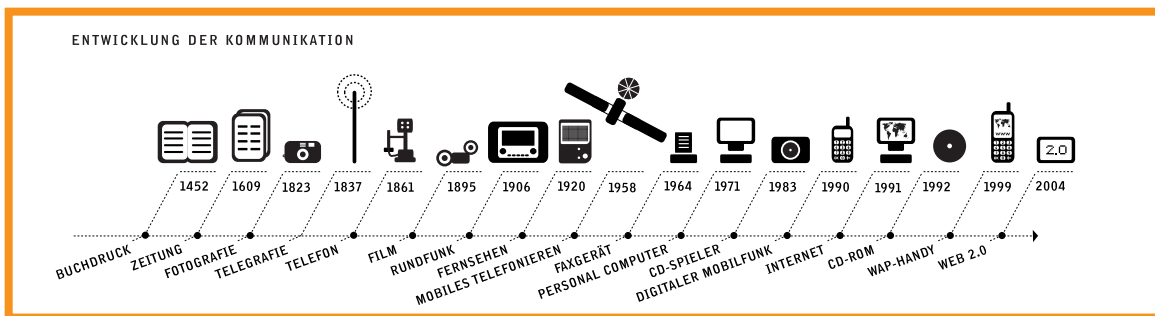 ENTWICKLUNG DER KOMMUNIKATION
www
2.0
1452
1609
1823
1837
1861
1895
1906
1920
1958
1964
1971
1983
1990
1991
1992
1999
2004
BUCHDRUCK
ZEITUNG
FOTOGRAFIE
TELEGRAFIE
TELEFON
FILM
RUNDFUNK
FERNSEHEN
MOBILES TELEFONIEREN
FAXGERÄT
PERSONAL COMPUTER
CD-SPIELER
DIGITALER MOBILFUNK
INTERNET
CD-ROM
WAP-HANDY
WEB 2.0